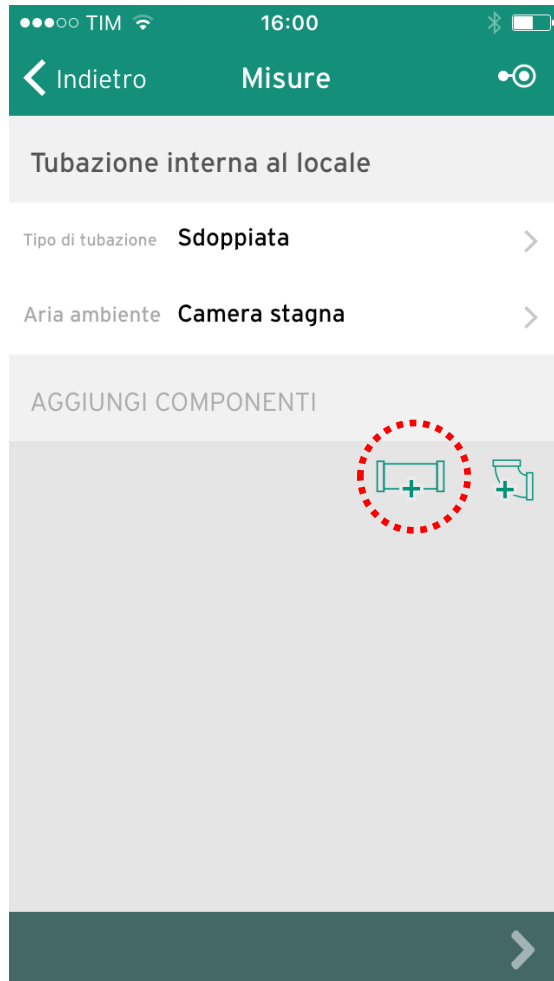 TIM 16:00
Indietro Misure
Tubazione interna al locale
Tipo di tubazione Sdoppiata
Aria ambiente Camera stagna
AGGIUNGI COMPONENTI